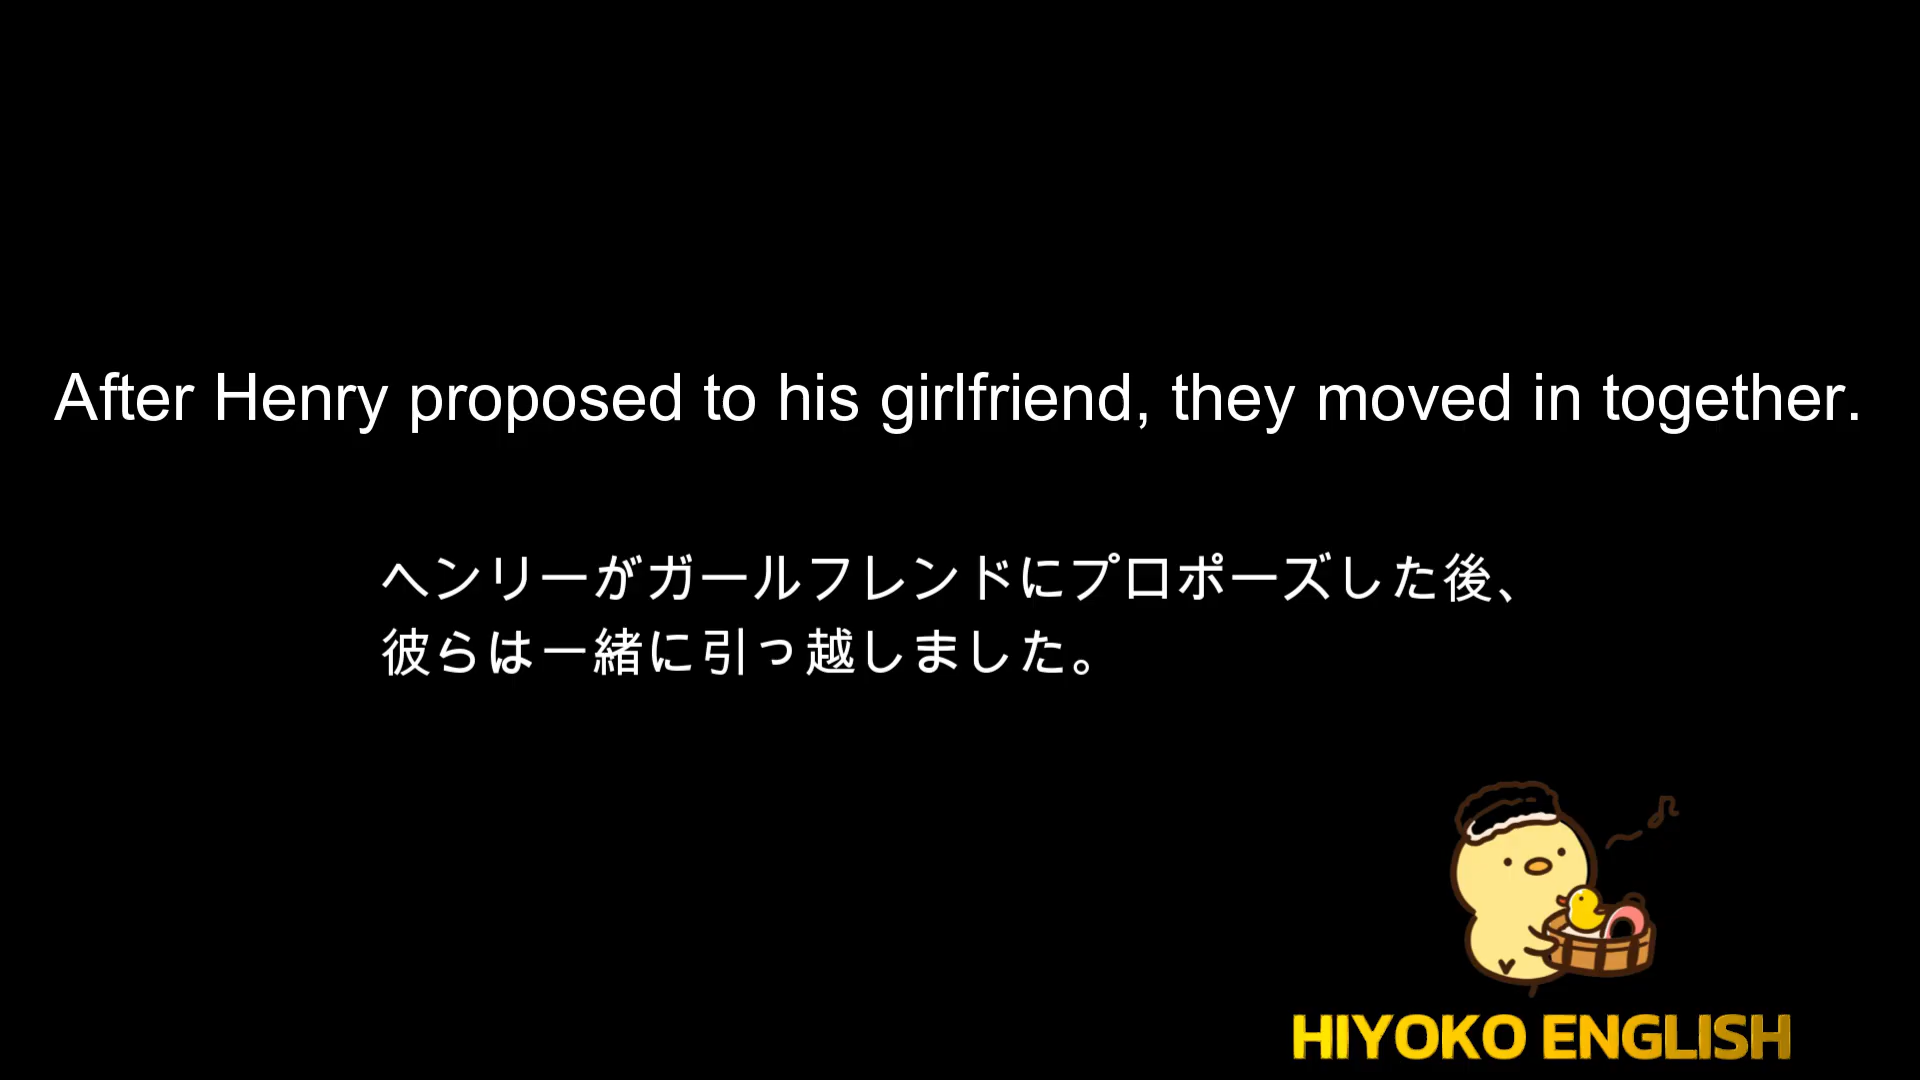 After Henry proposed to his girlfriend, they moved in together.
ヘンリーがガールフレンドにプロポーズした後、
彼らは一緒に引っ越しました。
HIYOKO ENGLISH